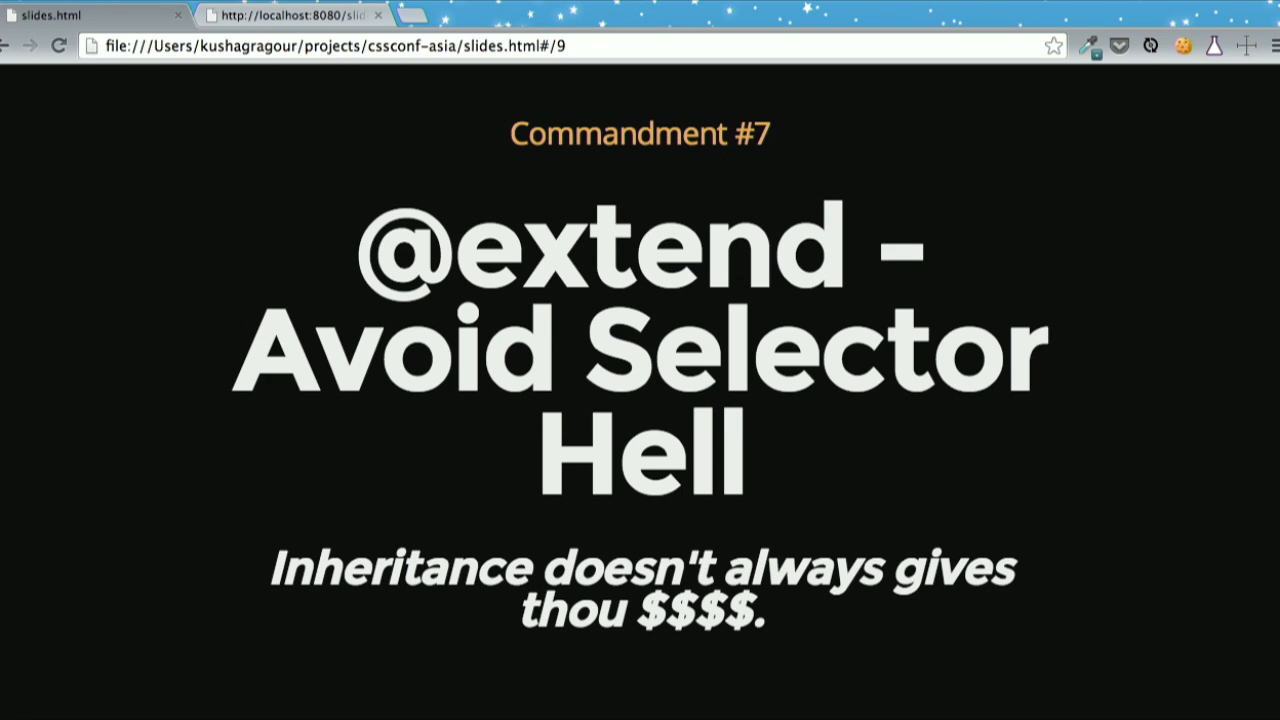 slides.html
http://localhost:8080/slid
file:///Users/kushagragour/projects/cssconf-asia/slides.html#/9
Commandment #7
@extend -
Avoid Selector
Hell
Inheritance doesn't always gives
thou $$$$.